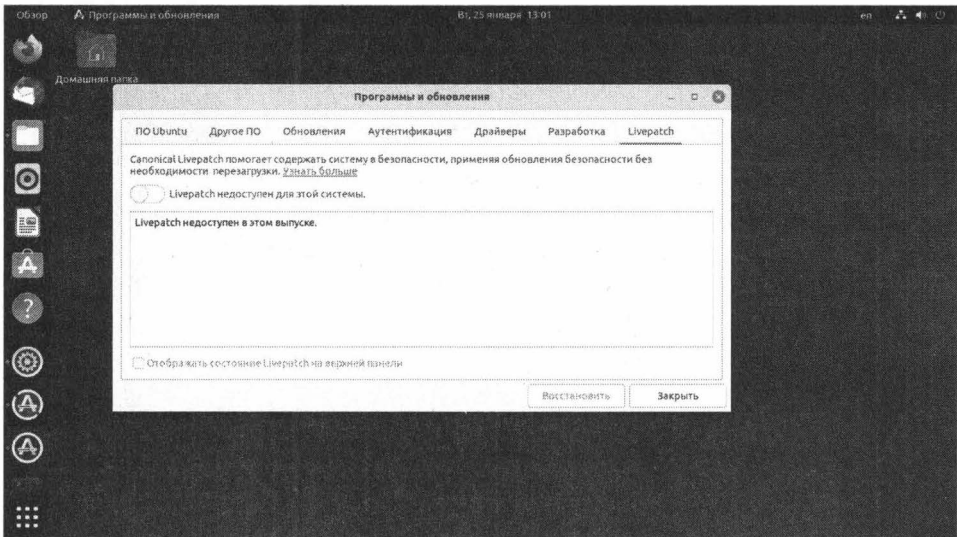 Обзор
Программы и обновления
Вт, 25 января 13:01
en
Домашняя папка
Программы и обновления
ПО Ubuntu Другое ПО Обновления Аутентификация Драйверы Разработка Livepatch
Canonical Livepatch помогает содержать систему в безопасности, применяя обновления безопасности без
необходимости перезагрузки. Узнать больше
Livepatch недоступен для этой системы.
Livepatch недоступен в этом выпуске.
Отображать состояние Livepatch на верхней панели
Восстановить Закрыть